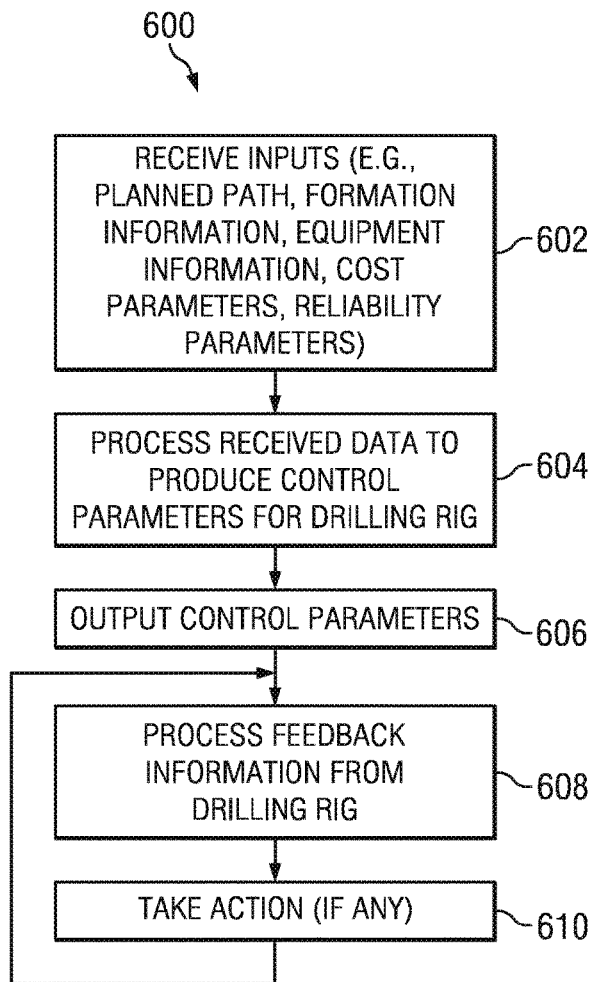 600
RECEIVE INPUTS (E.G.,
PLANNED PATH, FORMATION
INFORMATION, EQUIPMENT
INFORMATION, COST
PARAMETERS, RELIABILITY
PARAMETERS)
602
PROCESS RECEIVED DATA TO
PRODUCE CONTROL
PARAMETERS FOR DRILLING RIG
604
OUTPUT CONTROL PARAMETERS
606
PROCESS FEEDBACK
INFORMATION FROM
DRILLING RIG
608
TAKE ACTION (IF ANY)
610